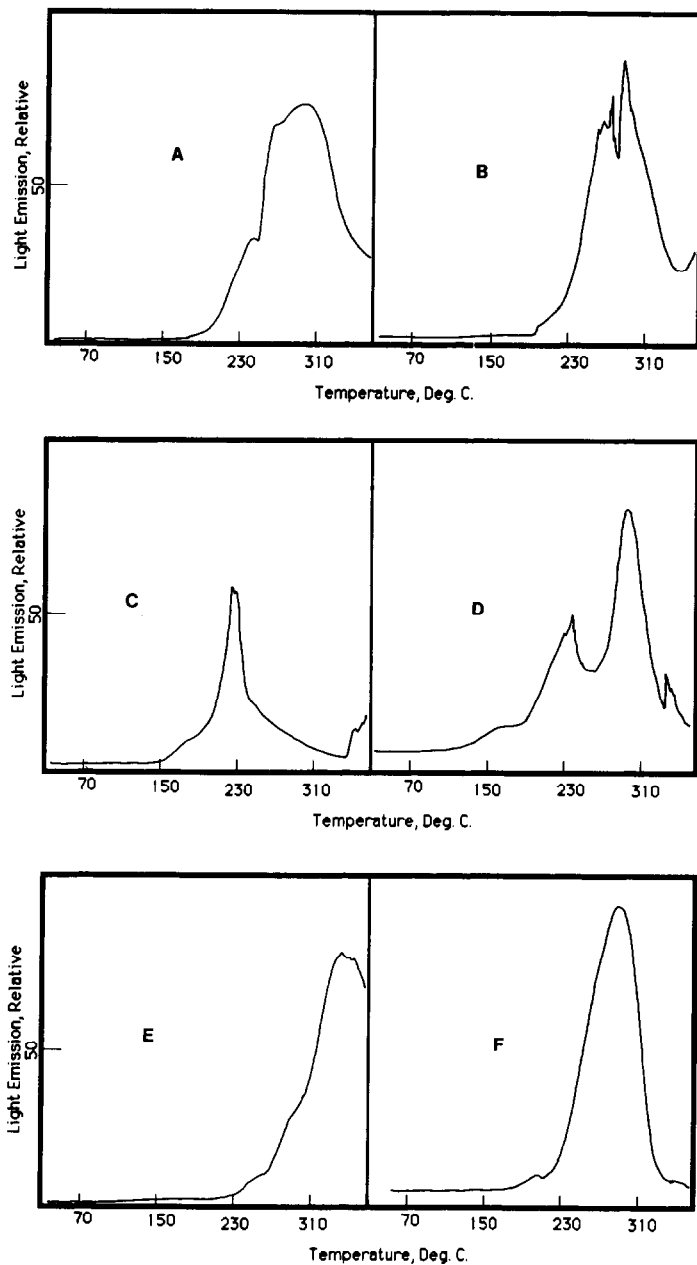 Light Emission, Relative
50
A
B
70 150 230 310 70 150 230 310
Temperature, Deg. C.
Light Emission, Relative
50
C
D
70 150 230 310 70 150 230 310
Temperature, Deg. C.
Light Emission, Relative
50
E
F
70 150 230 310 70 150 230 310
Temperature, Deg. C.